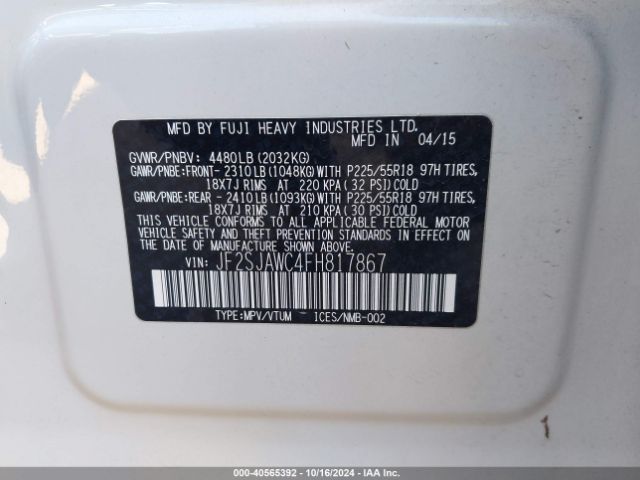 MFD BY FUJI HEAVY INDUSTRIES LTD.
MFD IN 04/15
GVWR/PNBV: 4480LB(2032KG)
GAWR/PNBE:FRONT- 2310LB(1048KG)WITH P225/55R18 97H TIRES,
18X7J RIMS AT 220 KPA(32 PSI)COLD
GAWR/PNBE:REAR - 2410LB(1093KG)WITH P225/55R18 97H TIRES,
18X7J RIMS AT 210 KPA(30 PSI)COLD
THIS VEHICLE CONFORMS TO ALL APPLICABLE FEDERAL MOTOR
VEHICLE SAFETY, BUMPER, AND THEFT PREVENTION STANDARDS
IN EFFECT ON THE DATE OF MANUFACTURE SHOWN ABOVE.
VIN: JF2SJAWC4FH817867
TYPE:MPV/VTUM ICES/NMB-002
000-40565392 - 10/16/2024 - COPYRIGHT IAA, LLC.